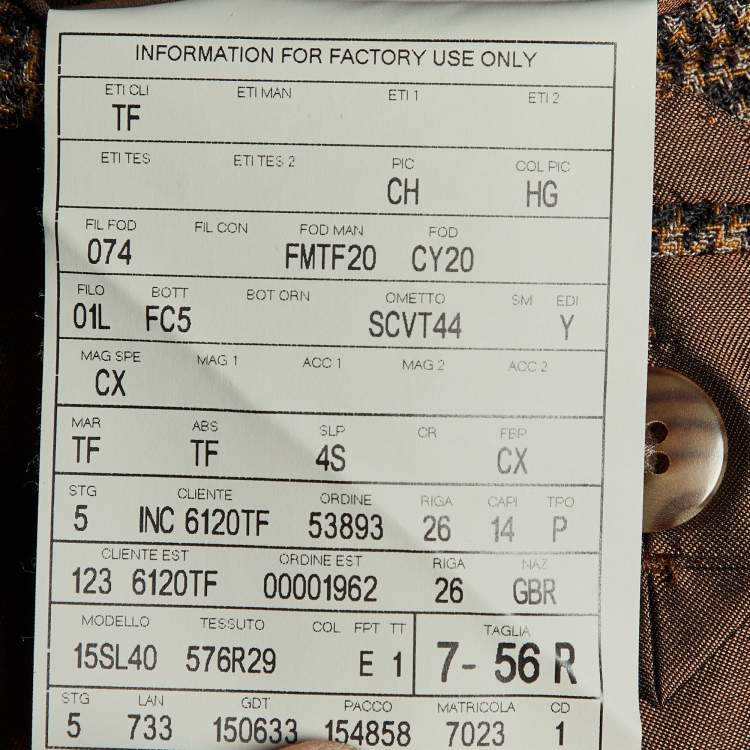 INFORMATION FOR FACTORY USE ONLY
ETI CLI ETI MAN ETI 1 ETI 2
TF
ETI TES ETI TES 2 PIC COL PIC
CH HG
FIL FOD FIL CON FOD MAN FOD
074 FMTF20 CY20
FILO BOTT BOT ORN OMETTO SM EDI
01L FC5 SCVT44 Y
MAG SPE MAG 1 ACC 1 MAG 2 ACC 2
CX
MAR ABS SLP CR FBP
TF TF 4S CX
STG CLIENTE ORDINE RIGA CAPI TPO
5 INC 6120TF 53893 26 14 P
CLIENTE EST ORDINE EST RIGA NAZ
123 6120TF 00001962 26 GBR
MODELLO TESSUTO COL FPT TT TAGLIA
15SL40 576R29 E 1 7- 56 R
STG LAN GDT PACCO MATRICOLA CD
5 733 150633 154858 7023 1